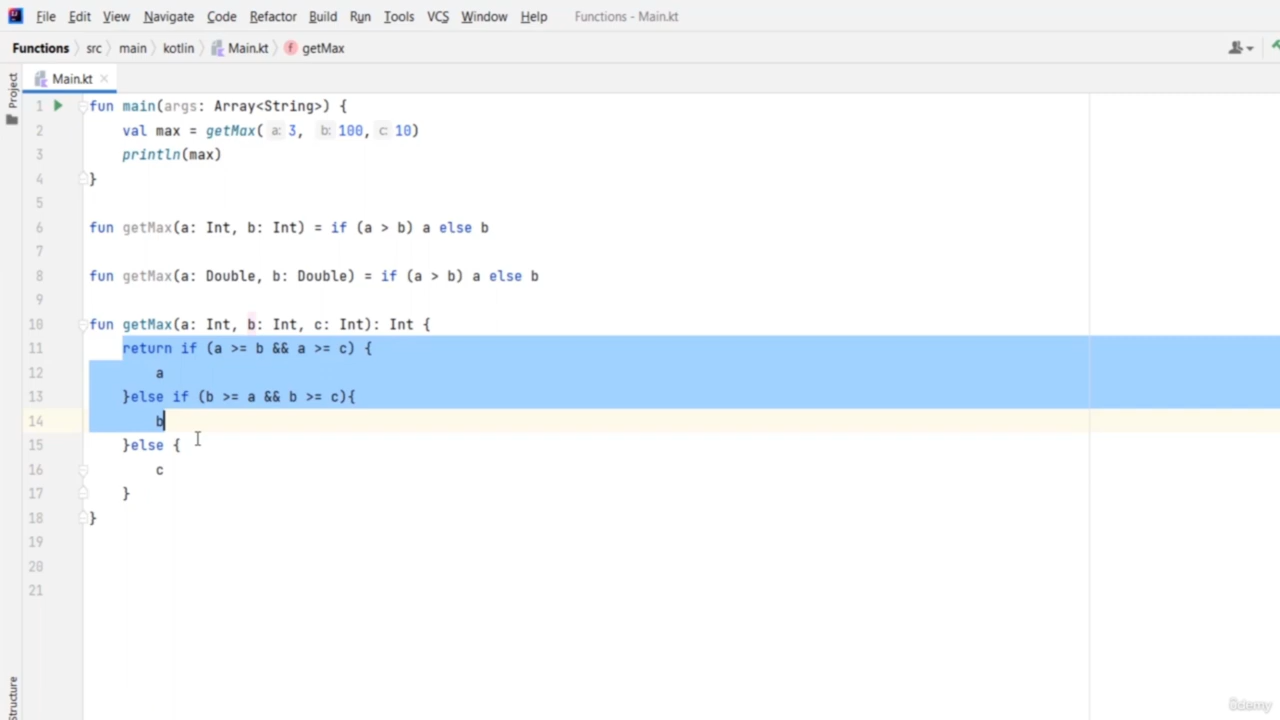 File Edit View Navigate Code Refactor Build Run Tools VCS Window Help Functions - Main.kt
Functions src main kotlin Main.kt getMax
Project
Main.kt
1 fun main(args: Array<String>) {
2 val max = getMax( a: 3, b: 100, c: 10)
3 println(max)
4 }
5
6 fun getMax(a: Int, b: Int) = if (a > b) a else b
7
8 fun getMax(a: Double, b: Double) = if (a > b) a else b
9
10 fun getMax(a: Int, b: Int, c: Int): Int {
11 return if (a >= b && a >= c) {
12 a
13 }else if (b >= a && b >= c){
14 b
15 }else {
16 c
17 }
18 }
19
20
21
Structure
ûdemy